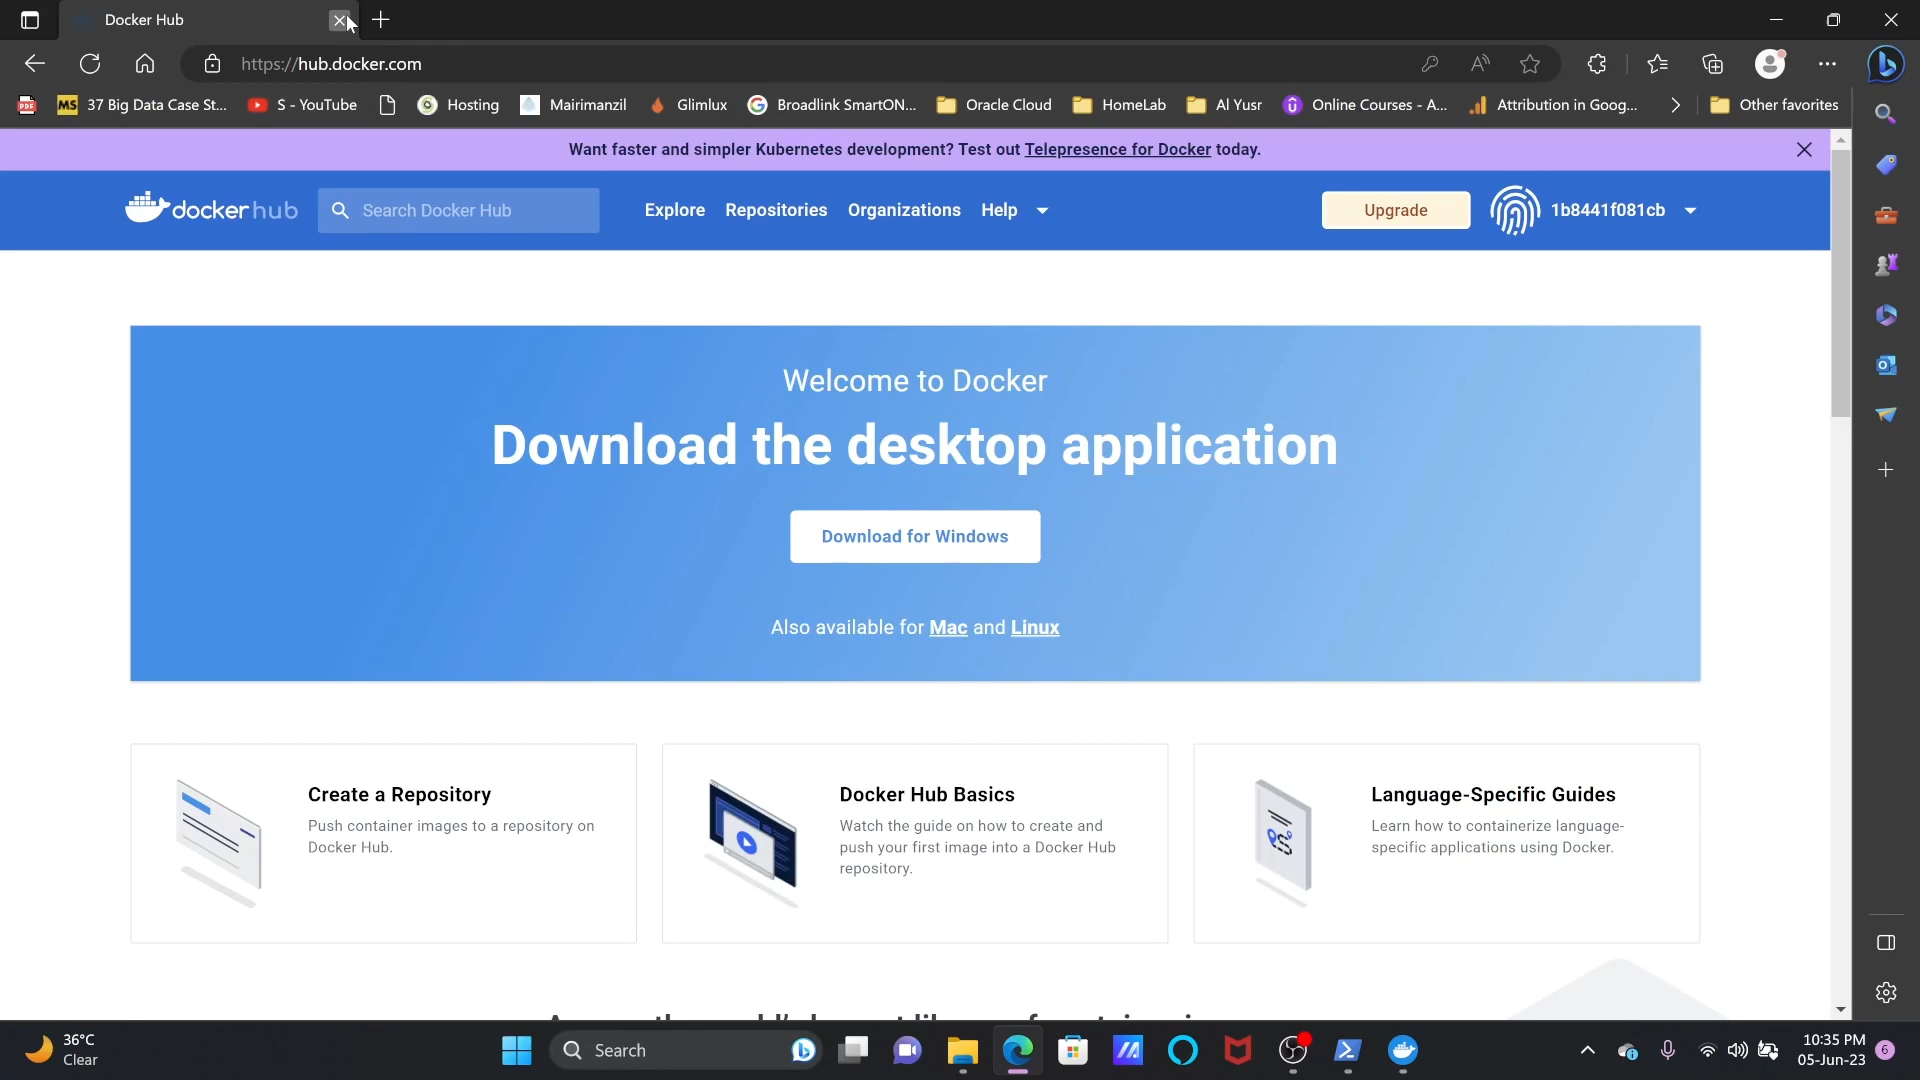 Docker Hub
https://hub.docker.com
37 Big Data Case St...
S - YouTube
Hosting
Mairimanzil
Glimlux
Broadlink SmartON...
Oracle Cloud
HomeLab
Al Yusr
Online Courses - A...
Attribution in Goog...
Other favorites
Want faster and simpler Kubernetes development? Test out Telepresence for Docker today.
dockerhub
Search Docker Hub
Explore
Repositories
Organizations
Help
Upgrade
1b8441f081cb
Welcome to Docker
Download the desktop application
Download for Windows
Also available for Mac and Linux
Create a Repository
Push container images to a repository on
Docker Hub.
Docker Hub Basics
Watch the guide on how to create and
push your first image into a Docker Hub
repository.
Language-Specific Guides
Learn how to containerize language-
specific applications using Docker.
36°C
Clear
Search
10:35 PM
05-Jun-23
6